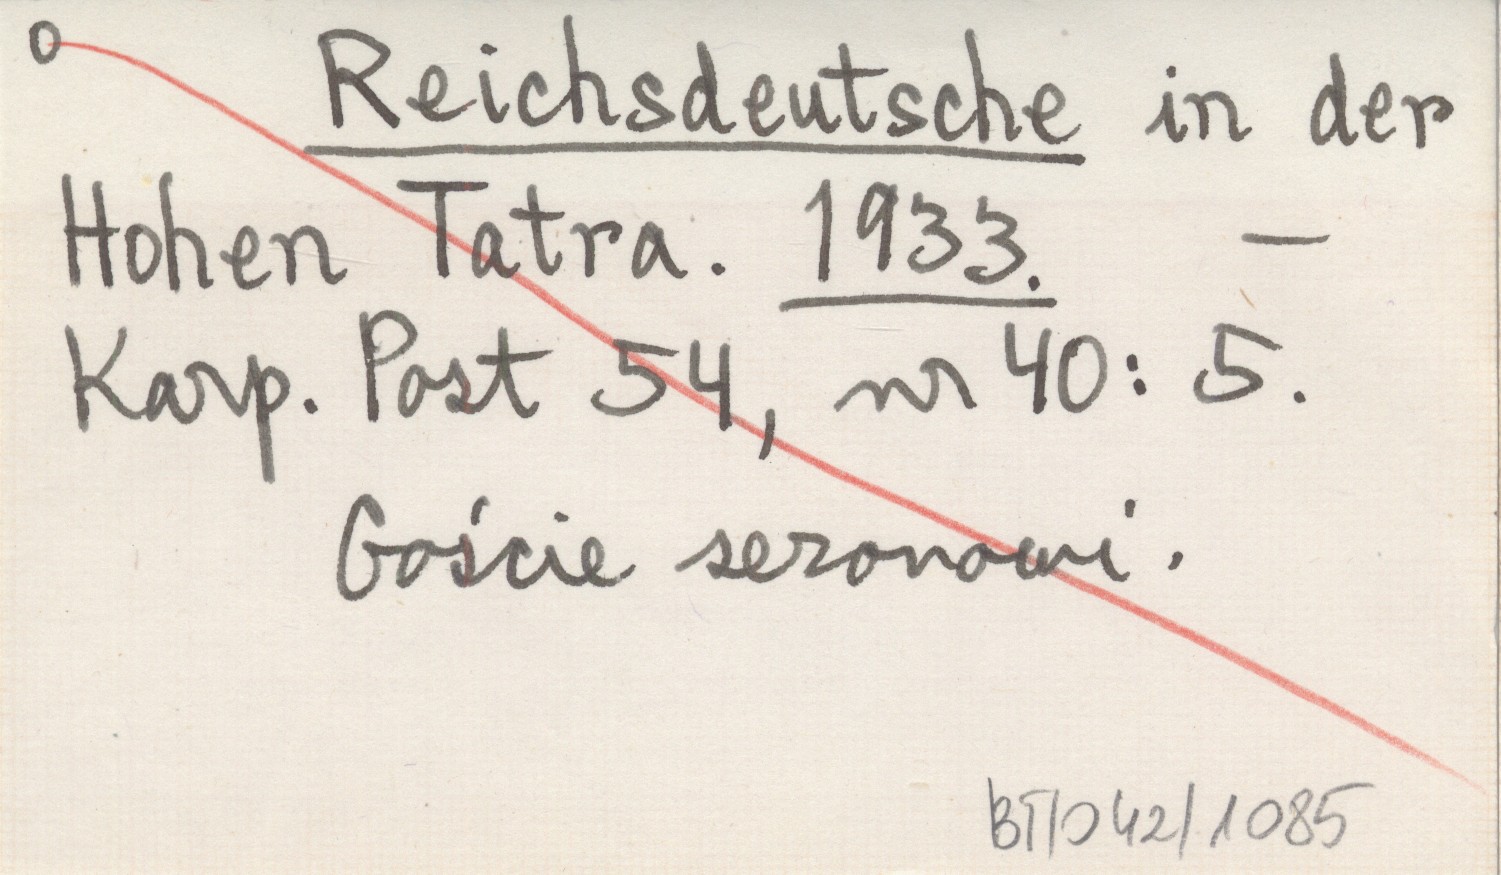 o Reichsdeutsche in der
Hohen Tatra. 1933. —
Karp. Post 54, nr 40: 5.
Goście sezonowi.
BT/042/1085